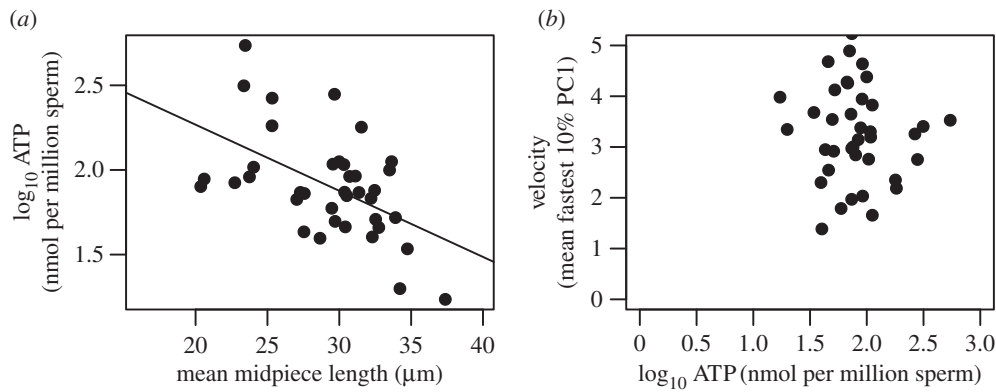 (a)
log10 ATP
(nmol per million sperm)
2.5
2.0
1.5
20 25 30 35 40
mean midpiece length (μm)
(b)
velocity
(mean fastest 10% PC1)
5
4
3
2
1
0
0 0.5 1.0 1.5 2.0 2.5 3.0
log10 ATP (nmol per million sperm)